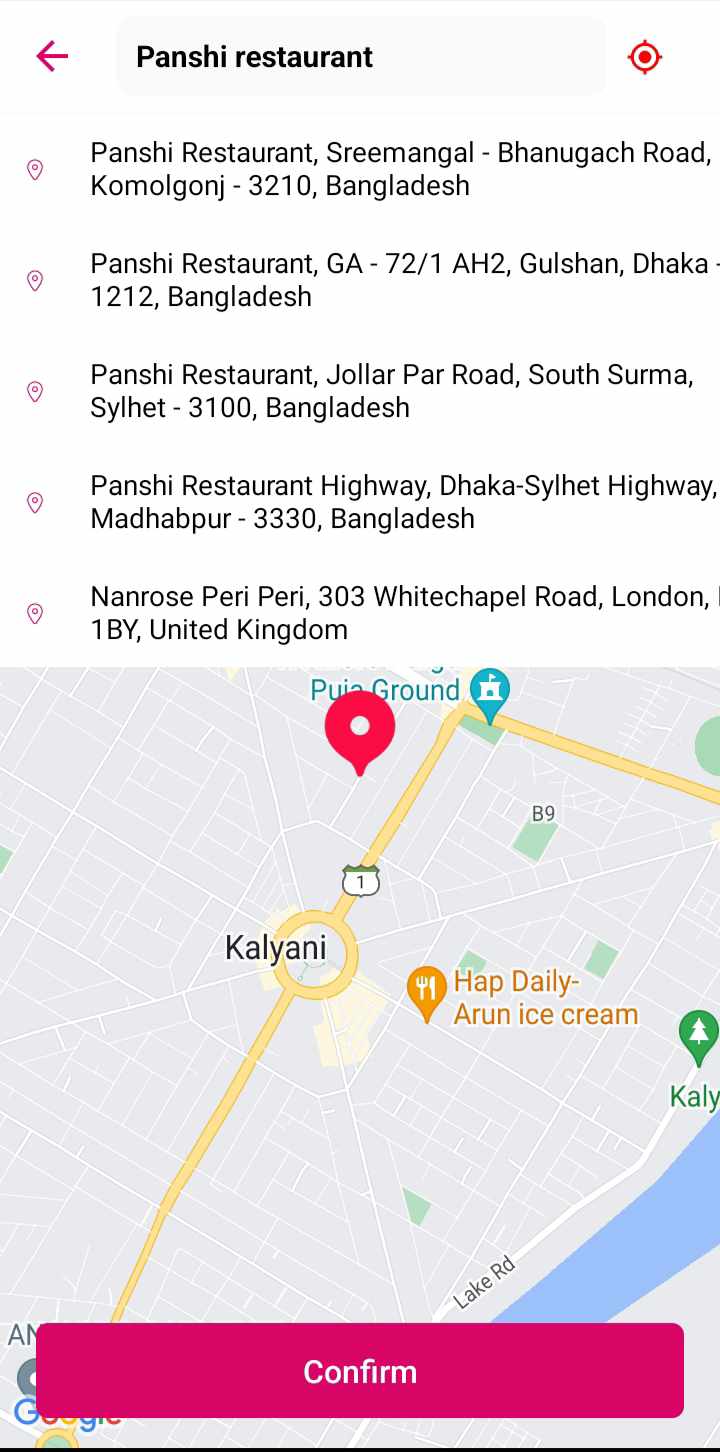 Panshi restaurant
Panshi Restaurant, Sreemangal - Bhanugach Road,
Komolgonj - 3210, Bangladesh
Panshi Restaurant, GA - 72/1 AH2, Gulshan, Dhaka -
1212, Bangladesh
Panshi Restaurant, Jollar Par Road, South Surma,
Sylhet - 3100, Bangladesh
Panshi Restaurant Highway, Dhaka-Sylhet Highway,
Madhabpur - 3330, Bangladesh
Nanrose Peri Peri, 303 Whitechapel Road, London,
1BY, United Kingdom
Puja Ground
B9
1
Kalyani
Hap Daily-
Arun ice cream
Kaly
Lake Rd
AN
Confirm
Google